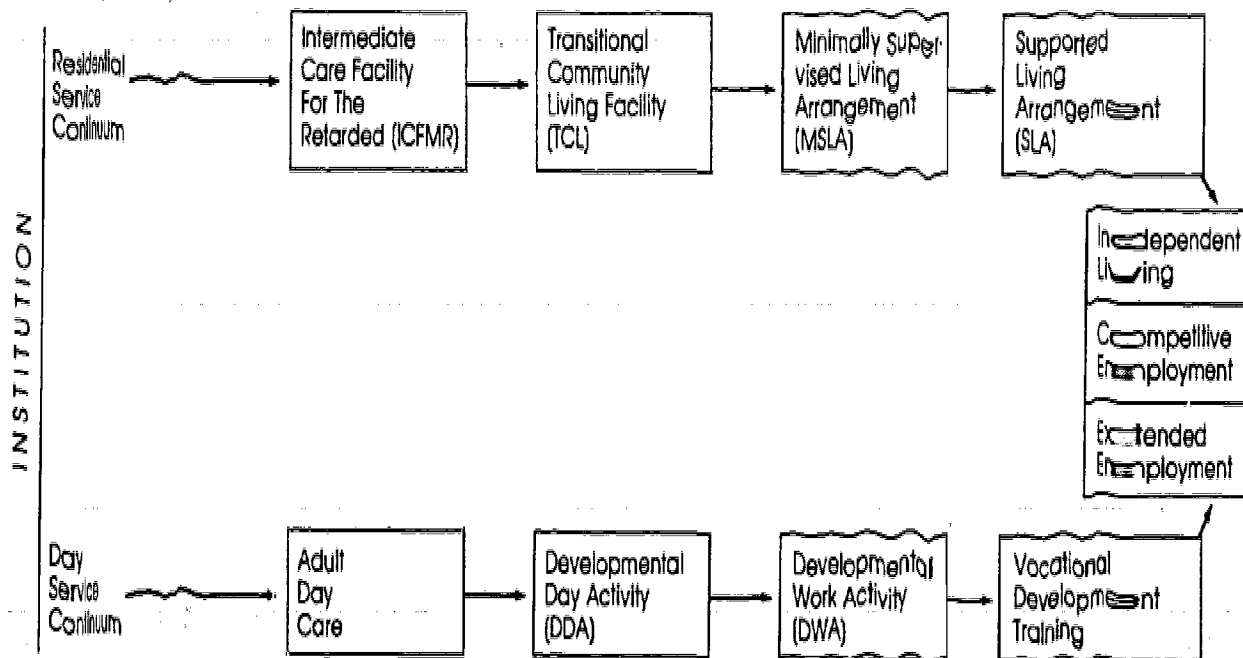 INSTITUTION
Residential
Service
Continuum
Intermediate
Care Facility
For The
Retarded (ICFMR)
Transitional
Community
Living Facility
(TCL)
Minimally Super-
vised Living
Arrangement
(MSLA)
Supported
Living
Arrangement
(SLA)
Independent
Living
Competitive
Employment
Extended
Employment
Day
Service
Continuum
Adult
Day
Care
Developmental
Day Activity
(DDA)
Developmental
Work Activity
(DWA)
Vocational
Development
Training